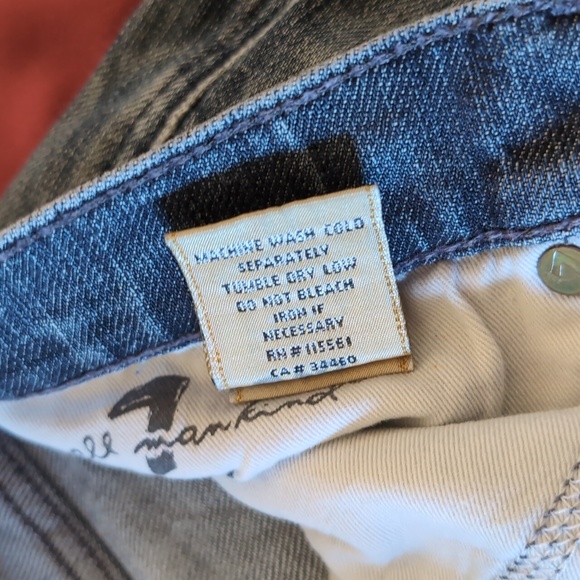 MACHINE WASH COLD
SEPARATELY
TUMBLE DRY LOW
DO NOT BLEACH
IRON IF
NECESSARY
RN# 115561
CA# 34460
7
all mankind